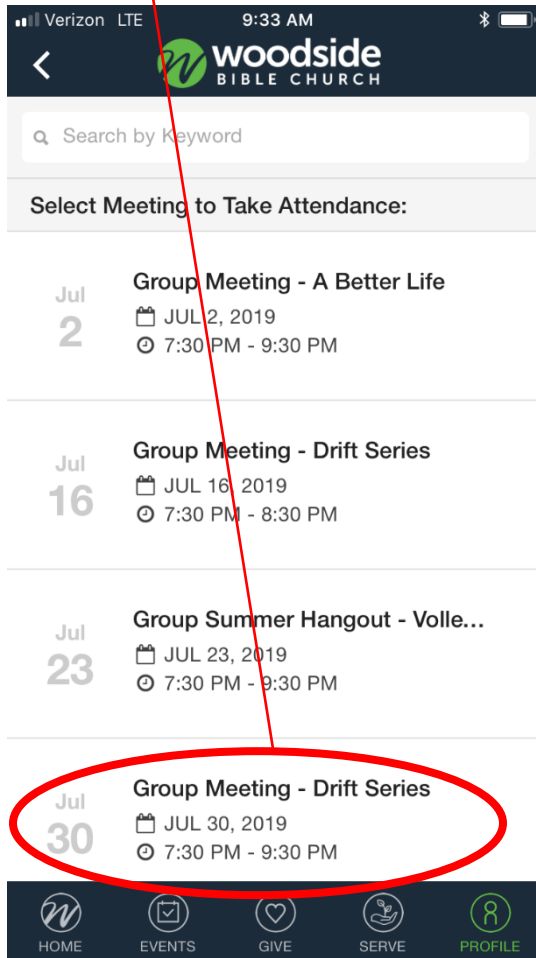 Verizon LTE 9:33 AM
woodside
BIBLE CHURCH
Search by Keyword
Select Meeting to Take Attendance:
Jul
2
Group Meeting - A Better Life
JUL 2, 2019
7:30 PM - 9:30 PM
Jul
16
Group Meeting - Drift Series
JUL 16, 2019
7:30 PM - 8:30 PM
Jul
23
Group Summer Hangout - Volle...
JUL 23, 2019
7:30 PM - 9:30 PM
Jul
30
Group Meeting - Drift Series
JUL 30, 2019
7:30 PM - 9:30 PM
HOME EVENTS GIVE SERVE PROFILE